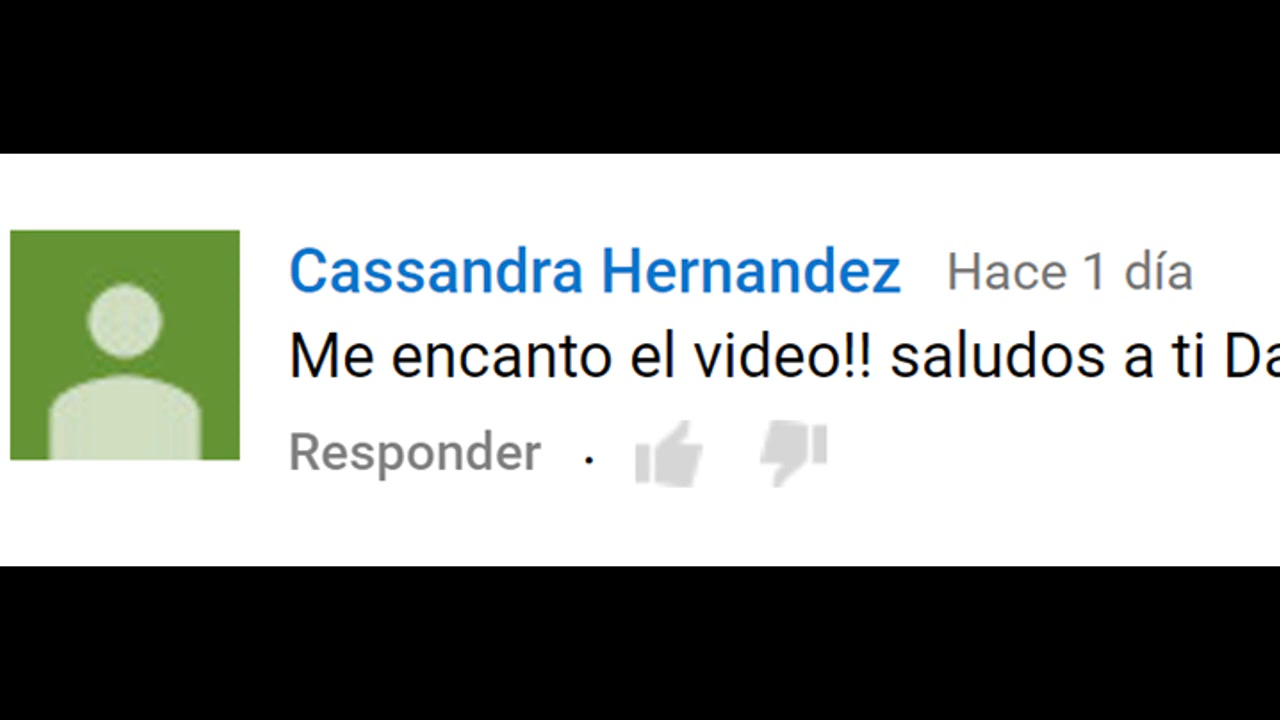 Cassandra Hernandez Hace 1 día
Me encanto el video!! saludos a ti
Responder ·